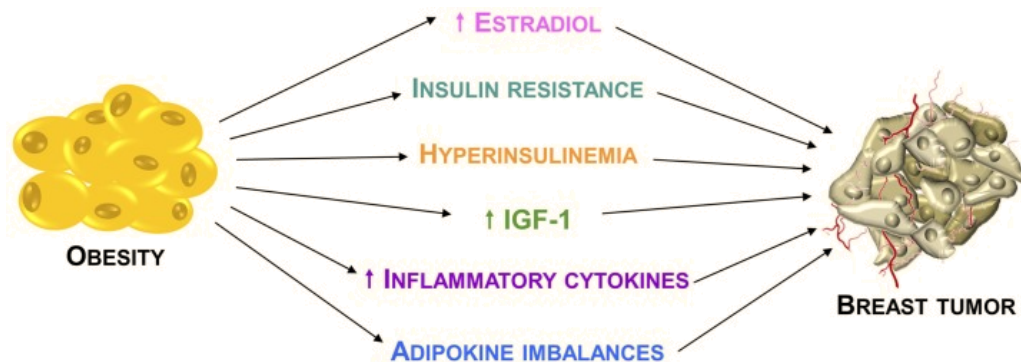 ↑ ESTRADIOL
INSULIN RESISTANCE
HYPERINSULINEMIA
↑ IGF-1
OBESITY
↑ INFLAMMATORY CYTOKINES
BREAST TUMOR
ADIPOKINE IMBALANCES